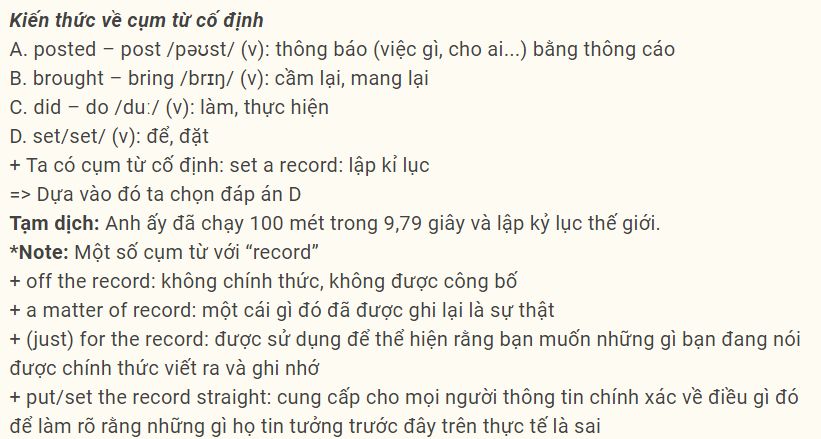 Kiến thức về cụm từ cố định
A. posted – post /pəʊst/ (v): thông báo (việc gì, cho ai...) bằng thông cáo
B. brought – bring /brɪŋ/ (v): cầm lại, mang lại
C. did – do /duː/ (v): làm, thực hiện
D. set/set/ (v): để, đặt
+ Ta có cụm từ cố định: set a record: lập kỉ lục
=> Dựa vào đó ta chọn đáp án D
Tạm dịch: Anh ấy đã chạy 100 mét trong 9,79 giây và lập kỷ lục thế giới.
*Note: Một số cụm từ với “record”
+ off the record: không chính thức, không được công bố
+ a matter of record: một cái gì đó đã được ghi lại là sự thật
+ (just) for the record: được sử dụng để thể hiện rằng bạn muốn những gì bạn đang nói
được chính thức viết ra và ghi nhớ
+ put/set the record straight: cung cấp cho mọi người thông tin chính xác về điều gì đó
để làm rõ rằng những gì họ tin tưởng trước đây trên thực tế là sai